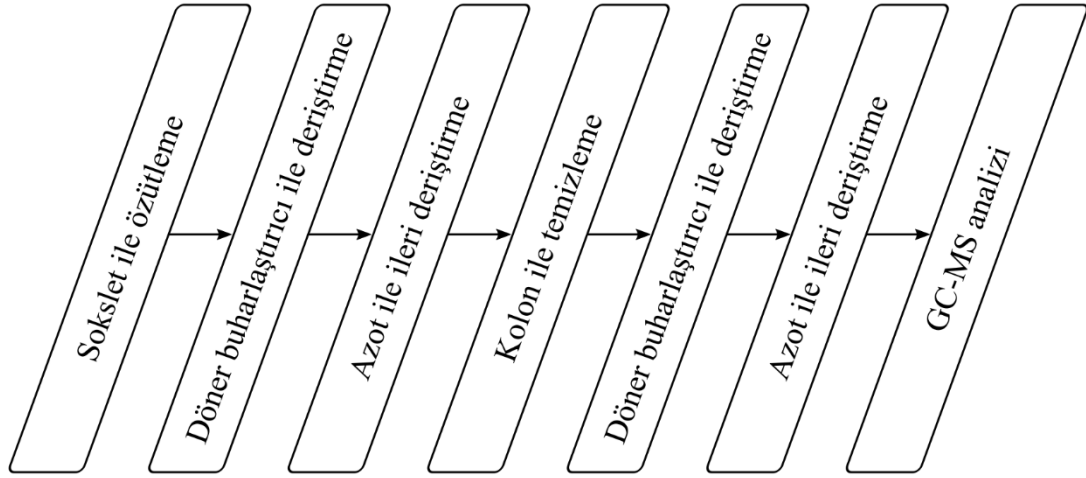 Sokslet ile özütleme
Döner buharlaştırıcı ile deriştirme
Azot ile ileri deriştirme
Kolon ile temizleme
Döner buharlaştırıcı ile deriştirme
Azot ile ileri deriştirme
GC-MS analizi